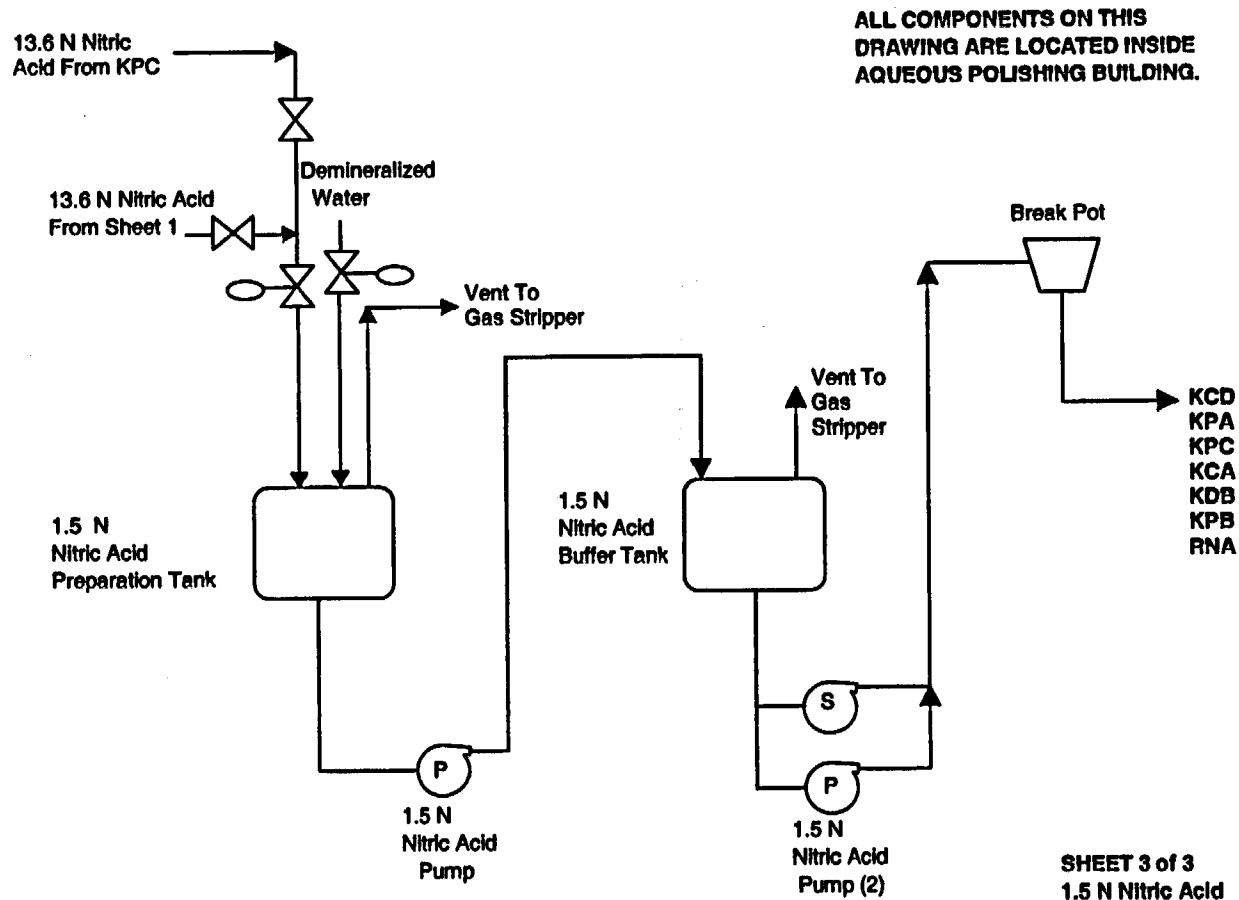 ALL COMPONENTS ON THIS
DRAWING ARE LOCATED INSIDE
AQUEOUS POLISHING BUILDING.
13.6 N Nitric
Acid From KPC
Demineralized
Water
13.6 N Nitric Acid
From Sheet 1
Break Pot
Vent To
Gas Stripper
Vent To
Gas
Stripper
KCD
KPA
KPC
KCA
KDB
KPB
RNA
1.5 N
Nitric Acid
Preparation Tank
1.5 N
Nitric Acid
Buffer Tank
S
P
P
1.5 N
Nitric Acid
Pump
1.5 N
Nitric Acid
Pump (2)
SHEET 3 of 3
1.5 N Nitric Acid